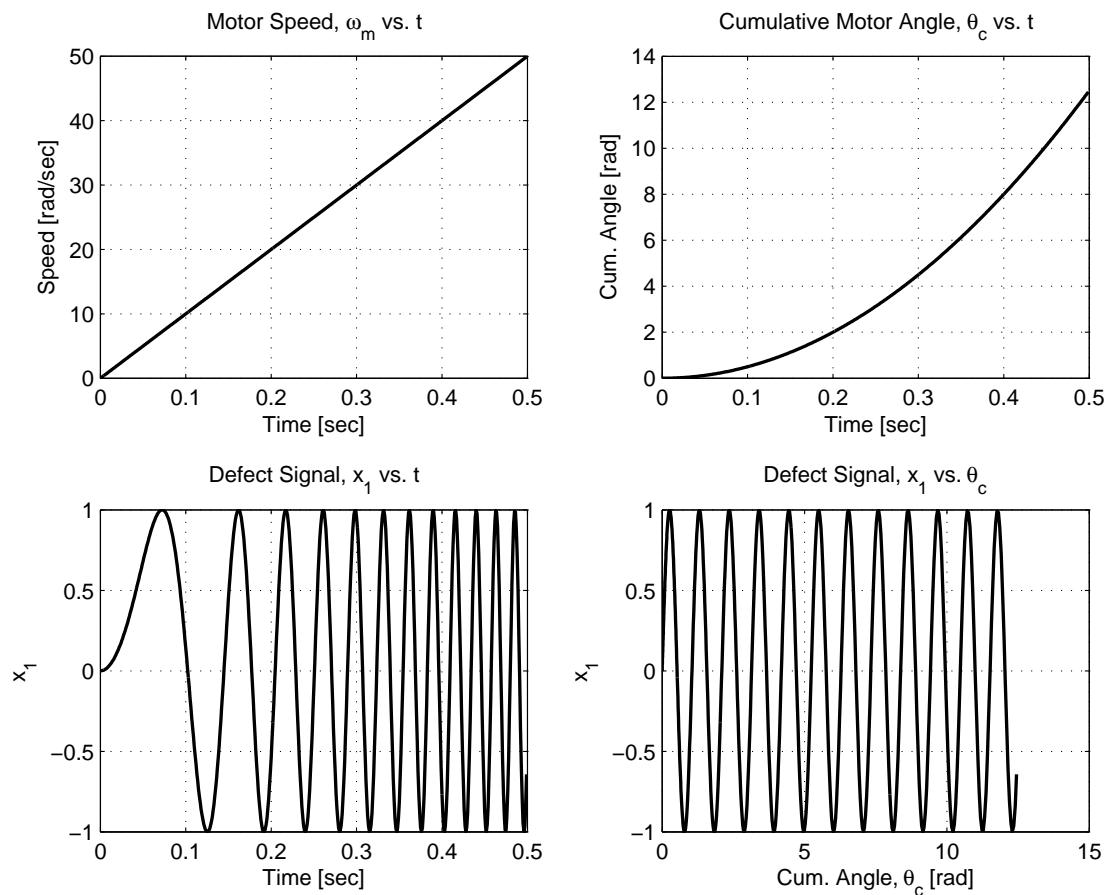 Motor Speed, ω_m vs. t
50
40
30
20
10
0
Speed [rad/sec]
0 0.1 0.2 0.3 0.4 0.5
Time [sec]
Cumulative Motor Angle, θ_c vs. t
14
12
10
8
6
4
2
0
Cum. Angle [rad]
0 0.1 0.2 0.3 0.4 0.5
Time [sec]
Defect Signal, x_1 vs. t
1
0.5
0
−0.5
−1
x_1
0 0.1 0.2 0.3 0.4 0.5
Time [sec]
Defect Signal, x_1 vs. θ_c
1
0.5
0
−0.5
−1
x_1
0 5 10 15
Cum. Angle, θ_c [rad]